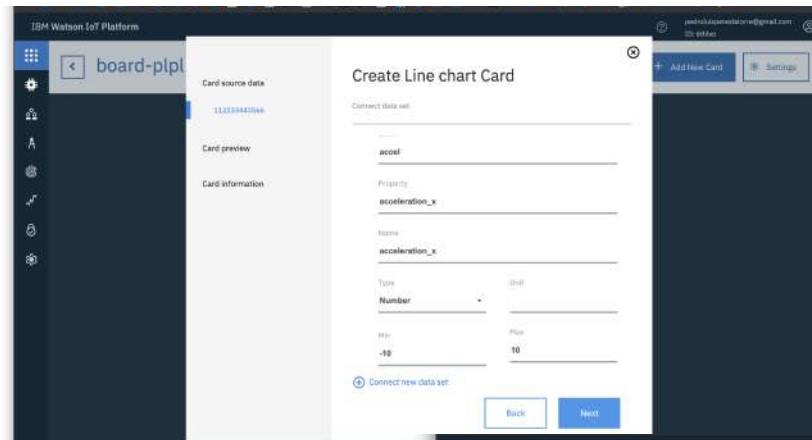 IBM Watson IoT Platform
ID:
board-plpl
+ Add New Card
Settings
Card source data
Card preview
Card information
Create Line chart Card
Connect data set
accel
Property
acceleration_x
Name
acceleration_x
Type
Unit
Number
Min
Max
-10
10
Connect new data set
Back
Next